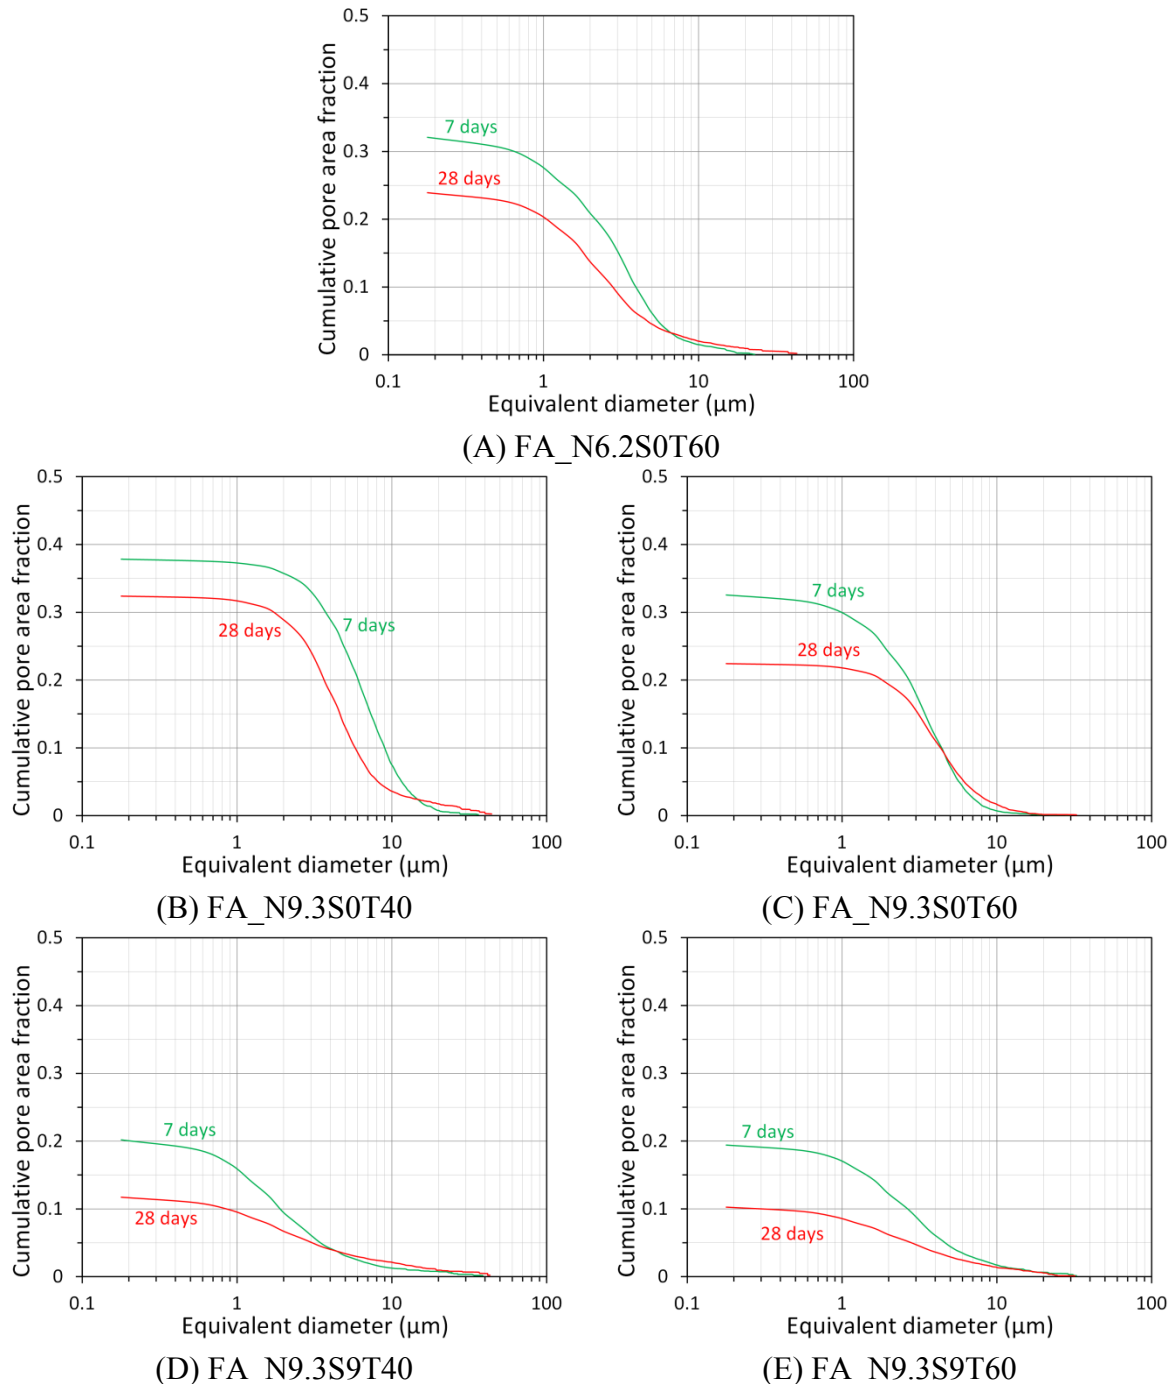 0.5
0.4
0.3
0.2
0.1
0
Cumulative pore area fraction
7 days
28 days
0.1 1 10 100
Equivalent diameter (μm)
(A) FA_N6.2S0T60
0.5
0.4
0.3
0.2
0.1
0
Cumulative pore area fraction
7 days
28 days
0.1 1 10 100
Equivalent diameter (μm)
(B) FA_N9.3S0T40
0.5
0.4
0.3
0.2
0.1
0
Cumulative pore area fraction
7 days
28 days
0.1 1 10 100
Equivalent diameter (μm)
(C) FA_N9.3S0T60
0.5
0.4
0.3
0.2
0.1
0
Cumulative pore area fraction
7 days
28 days
0.1 1 10 100
Equivalent diameter (μm)
(D) FA_N9.3S9T40
0.5
0.4
0.3
0.2
0.1
0
Cumulative pore area fraction
7 days
28 days
0.1 1 10 100
Equivalent diameter (μm)
(E) FA_N9.3S9T60